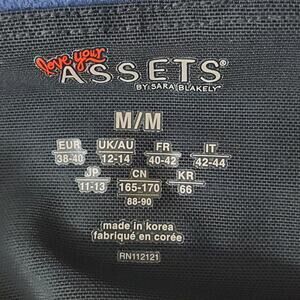 love your
ASSETS®
BY SARA BLAKELY™
M/M
EUR UK/AU FR IT
38-40 12-14 40-42 42-44
JP CN KR
11-13 165-170 66
88-90
made in korea
fabriqué en corée
RN112121